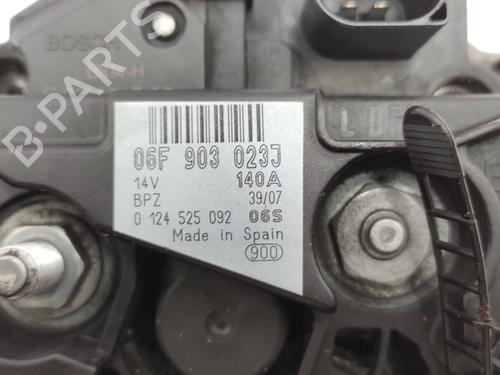 BOSCH
B-PARTS
06F 903 023J
14V 140A
BPZ 39/07
0 124 525 092 06S
Made in Spain
900